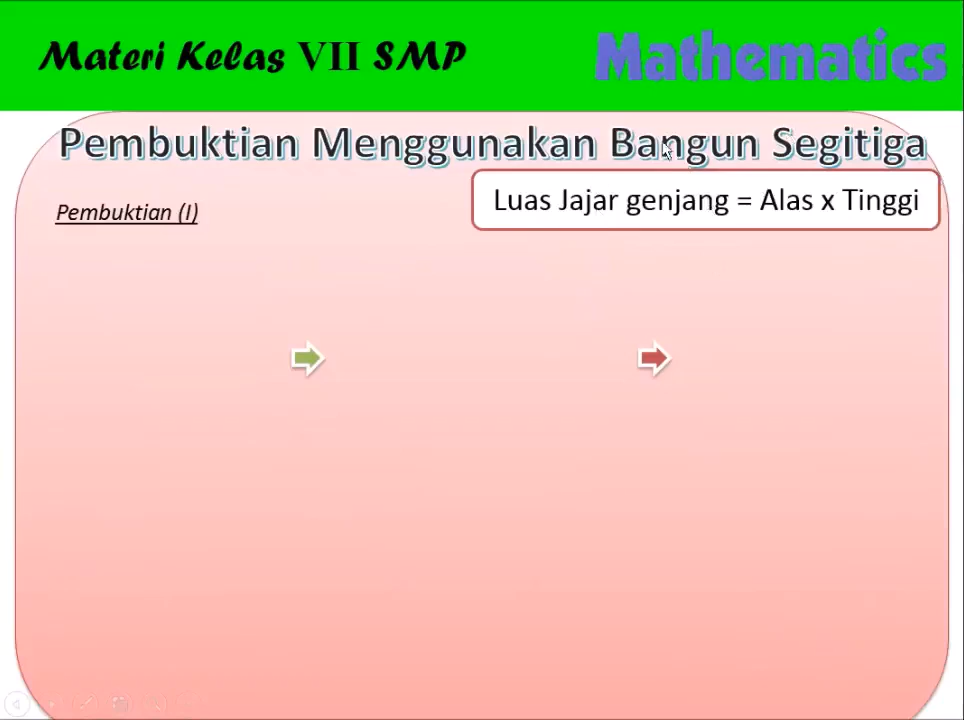 Materi Kelas VII SMP
Mathematics
Pembuktian Menggunakan Bangun Segitiga
Pembuktian (I)
Luas Jajar genjang = Alas x Tinggi